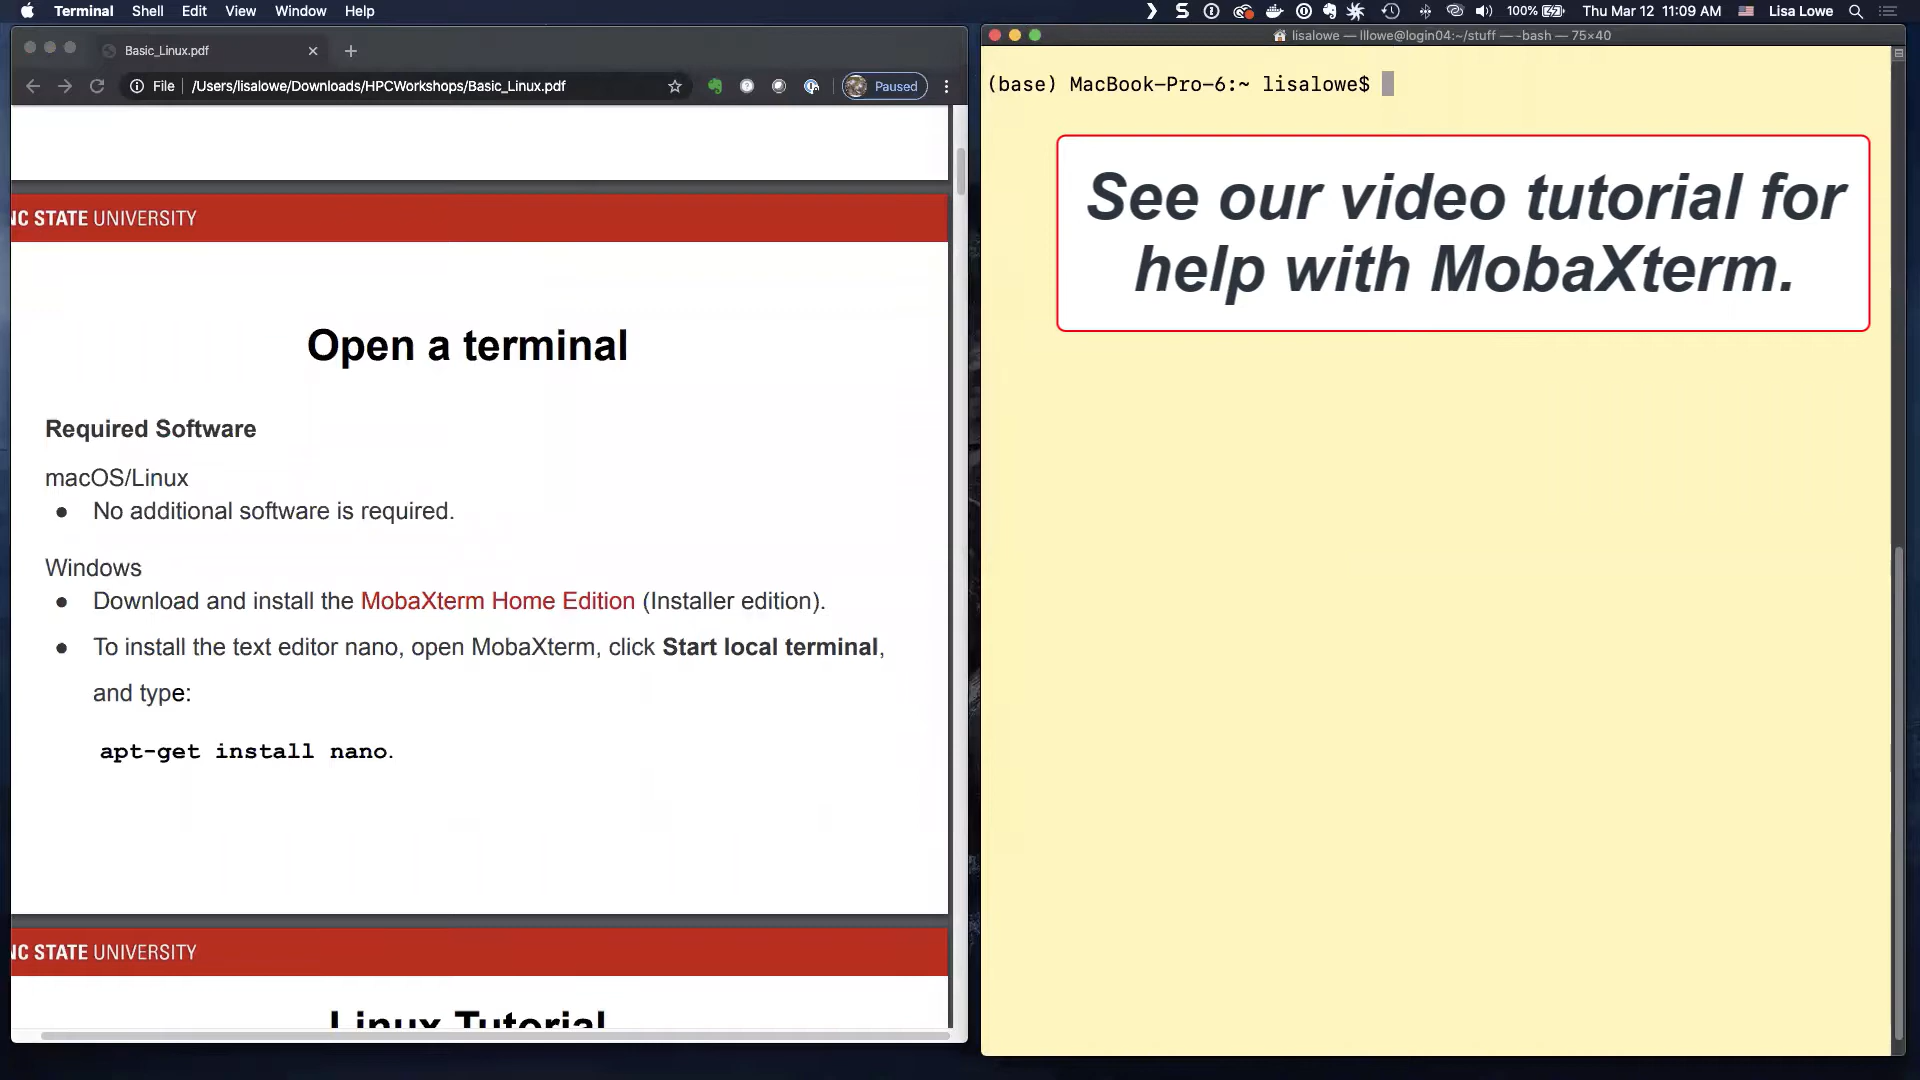 Terminal Shell Edit View Window Help
100% Thu Mar 12 11:09 AM Lisa Lowe
Basic_Linux.pdf
File /Users/lisalowe/Downloads/HPCWorkshops/Basic_Linux.pdf Paused
NC STATE UNIVERSITY
Open a terminal
Required Software
macOS/Linux
● No additional software is required.
Windows
● Download and install the MobaXterm Home Edition (Installer edition).
● To install the text editor nano, open MobaXterm, click Start local terminal,
and type:
apt-get install nano.
NC STATE UNIVERSITY
Linux Tutorial
lisalowe — lllowe@login04:~/stuff — -bash — 75×40
(base) MacBook-Pro-6:~ lisalowe$
See our video tutorial for
help with MobaXterm.